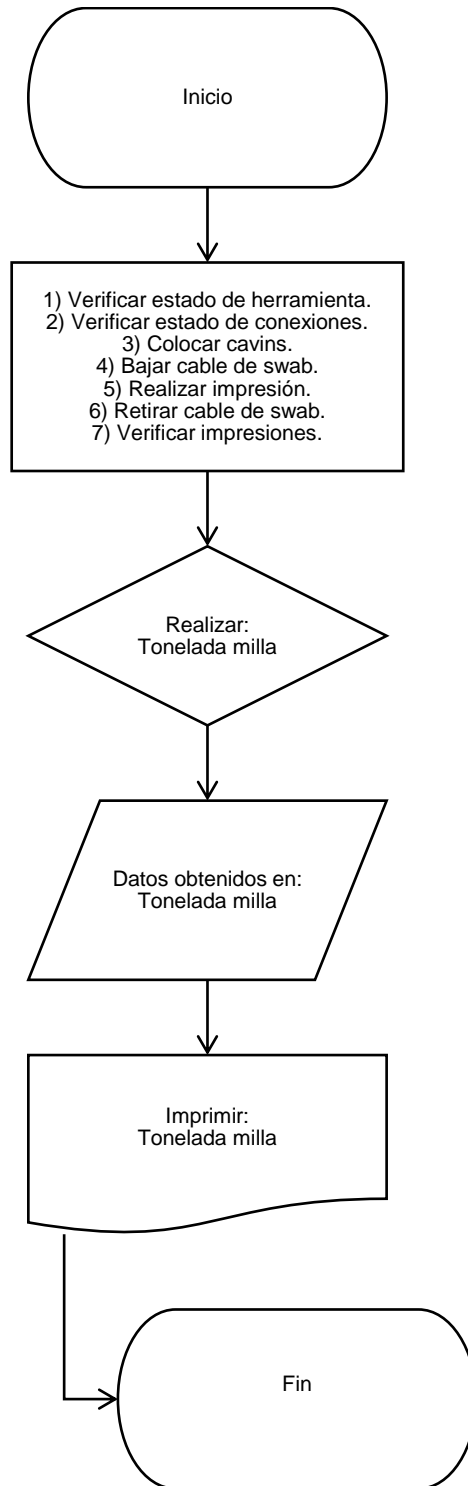 Inicio
1) Verificar estado de herramienta.
2) Verificar estado de conexiones.
3) Colocar cavins.
4) Bajar cable de swab.
5) Realizar impresión.
6) Retirar cable de swab.
7) Verificar impresiones.
Realizar:
Tonelada milla
Datos obtenidos en:
Tonelada milla
Imprimir:
Tonelada milla
Fin